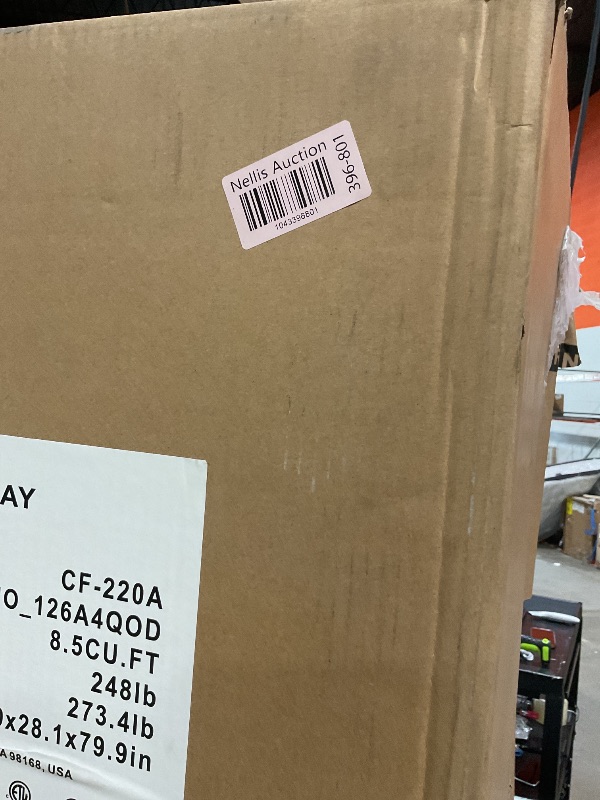 Nellis Auction
396-801
1043396801
AY
CF-220A
O_126A4QOD
8.5CU.FT
248lb
273.4lb
x28.1x79.9in
A 98168, USA
ETL